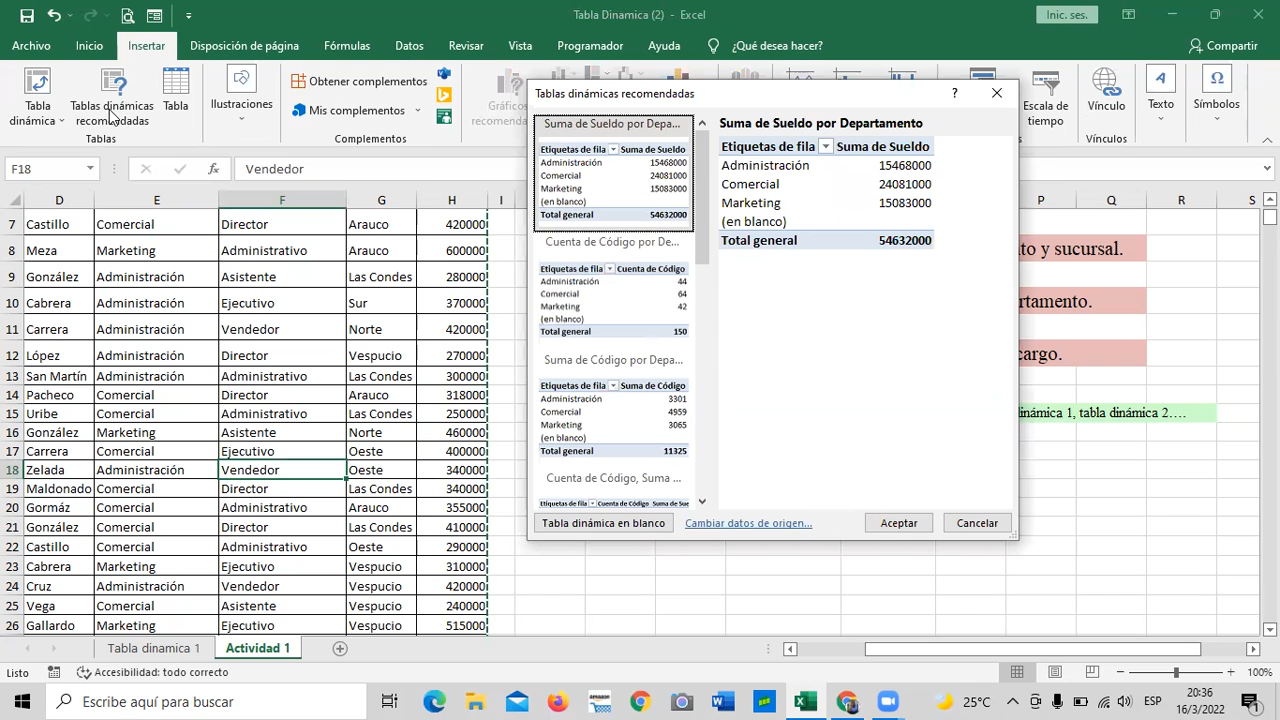 Tabla Dinamica (2) - Excel
Inic. ses.
Archivo Inicio Insertar Disposición de página Fórmulas Datos Revisar Vista Programador Ayuda ¿Qué desea hacer? Compartir
Tabla dinámica
Tablas dinámicas recomendadas
Tabla
Tablas
Ilustraciones
Obtener complementos
Mis complementos
Complementos
Gráficos
Escala de tiempo
Vínculo
Vínculos
Texto
Símbolos
F18 Vendedor
D E F G H I P Q R S
7 Castillo Comercial Director Arauco 420000
8 Meza Marketing Administrativo Arauco 600000
9 González Administración Asistente Las Condes 280000
10 Cabrera Administración Ejecutivo Sur 370000
11 Carrera Administración Vendedor Norte 420000
12 López Administración Director Vespucio 270000
13 San Martín Administración Administrativo Las Condes 300000
14 Pacheco Comercial Director Arauco 318000
15 Uribe Comercial Administrativo Las Condes 250000
16 González Marketing Asistente Norte 460000
17 Carrera Comercial Ejecutivo Oeste 400000
18 Zelada Administración Vendedor Oeste 340000
19 Maldonado Comercial Director Las Condes 340000
20 Gormáz Comercial Administrativo Arauco 355000
21 González Comercial Director Las Condes 410000
22 Castillo Comercial Administrativo Oeste 290000
23 Cabrera Marketing Ejecutivo Vespucio 310000
24 Cruz Administración Vendedor Vespucio 420000
25 Vega Comercial Asistente Vespucio 240000
26 Gallardo Marketing Ejecutivo Vespucio 515000
y sucursal.
cargo.
dinámica 1, tabla dinámica 2....
Tablas dinámicas recomendadas ?
Suma de Sueldo por Depa...
Etiquetas de fila Suma de Sueldo
Administración 15468000
Comercial 24081000
Marketing 15083000
(en blanco)
Total general 54632000
Cuenta de Código por De...
Etiquetas de fila Cuenta de Código
Administración 44
Comercial 64
Marketing 42
(en blanco)
Total general 150
Suma de Código por Depa...
Etiquetas de fila Suma de Código
Administración 3301
Comercial 4959
Marketing 3065
(en blanco)
Total general 11325
Cuenta de Código, Suma ...
Etiquetas de fila Cuenta de Código Suma de Sue
Suma de Sueldo por Departamento
Etiquetas de fila Suma de Sueldo
Administración 15468000
Comercial 24081000
Marketing 15083000
(en blanco)
Total general 54632000
Tabla dinámica en blanco Cambiar datos de origen... Aceptar Cancelar
Tabla dinamica 1 Actividad 1
Listo Accesibilidad: todo correcto 100%
Escribe aquí para buscar
25°C
ESP
20:36
16/3/2022